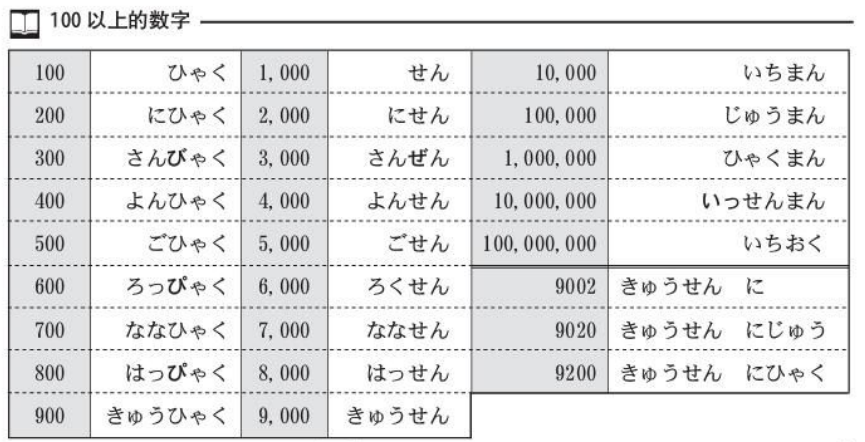 100 以上的数字
100 ひゃく 1,000 せん 10,000 いちまん
200 にひゃく 2,000 にせん 100,000 じゅうまん
300 さんびゃく 3,000 さんぜん 1,000,000 ひゃくまん
400 よんひゃく 4,000 よんせん 10,000,000 いっせんまん
500 ごひゃく 5,000 ごせん 100,000,000 いちおく
600 ろっぴゃく 6,000 ろくせん 9002 きゅうせん に
700 ななひゃく 7,000 ななせん 9020 きゅうせん にじゅう
800 はっぴゃく 8,000 はっせん 9200 きゅうせん にひゃく
900 きゅうひゃく 9,000 きゅうせん